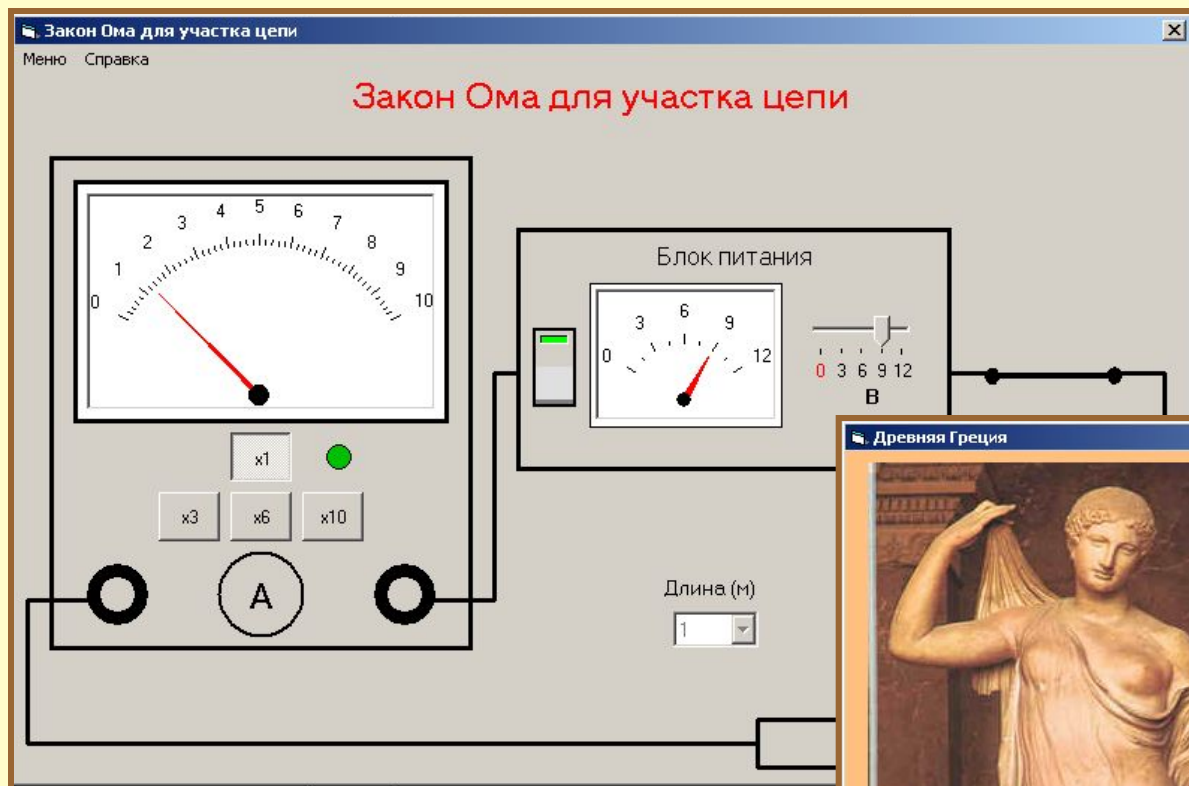 Закон Ома для участка цепи
Меню Справка
Закон Ома для участка цепи
0 1 2 3 4 5 6 7 8 9 10
Блок питания
0 3 6 9 12
0 3 6 9 12
В
x1
x3 x6 x10
А
Длина (м)
1
Древняя Греция